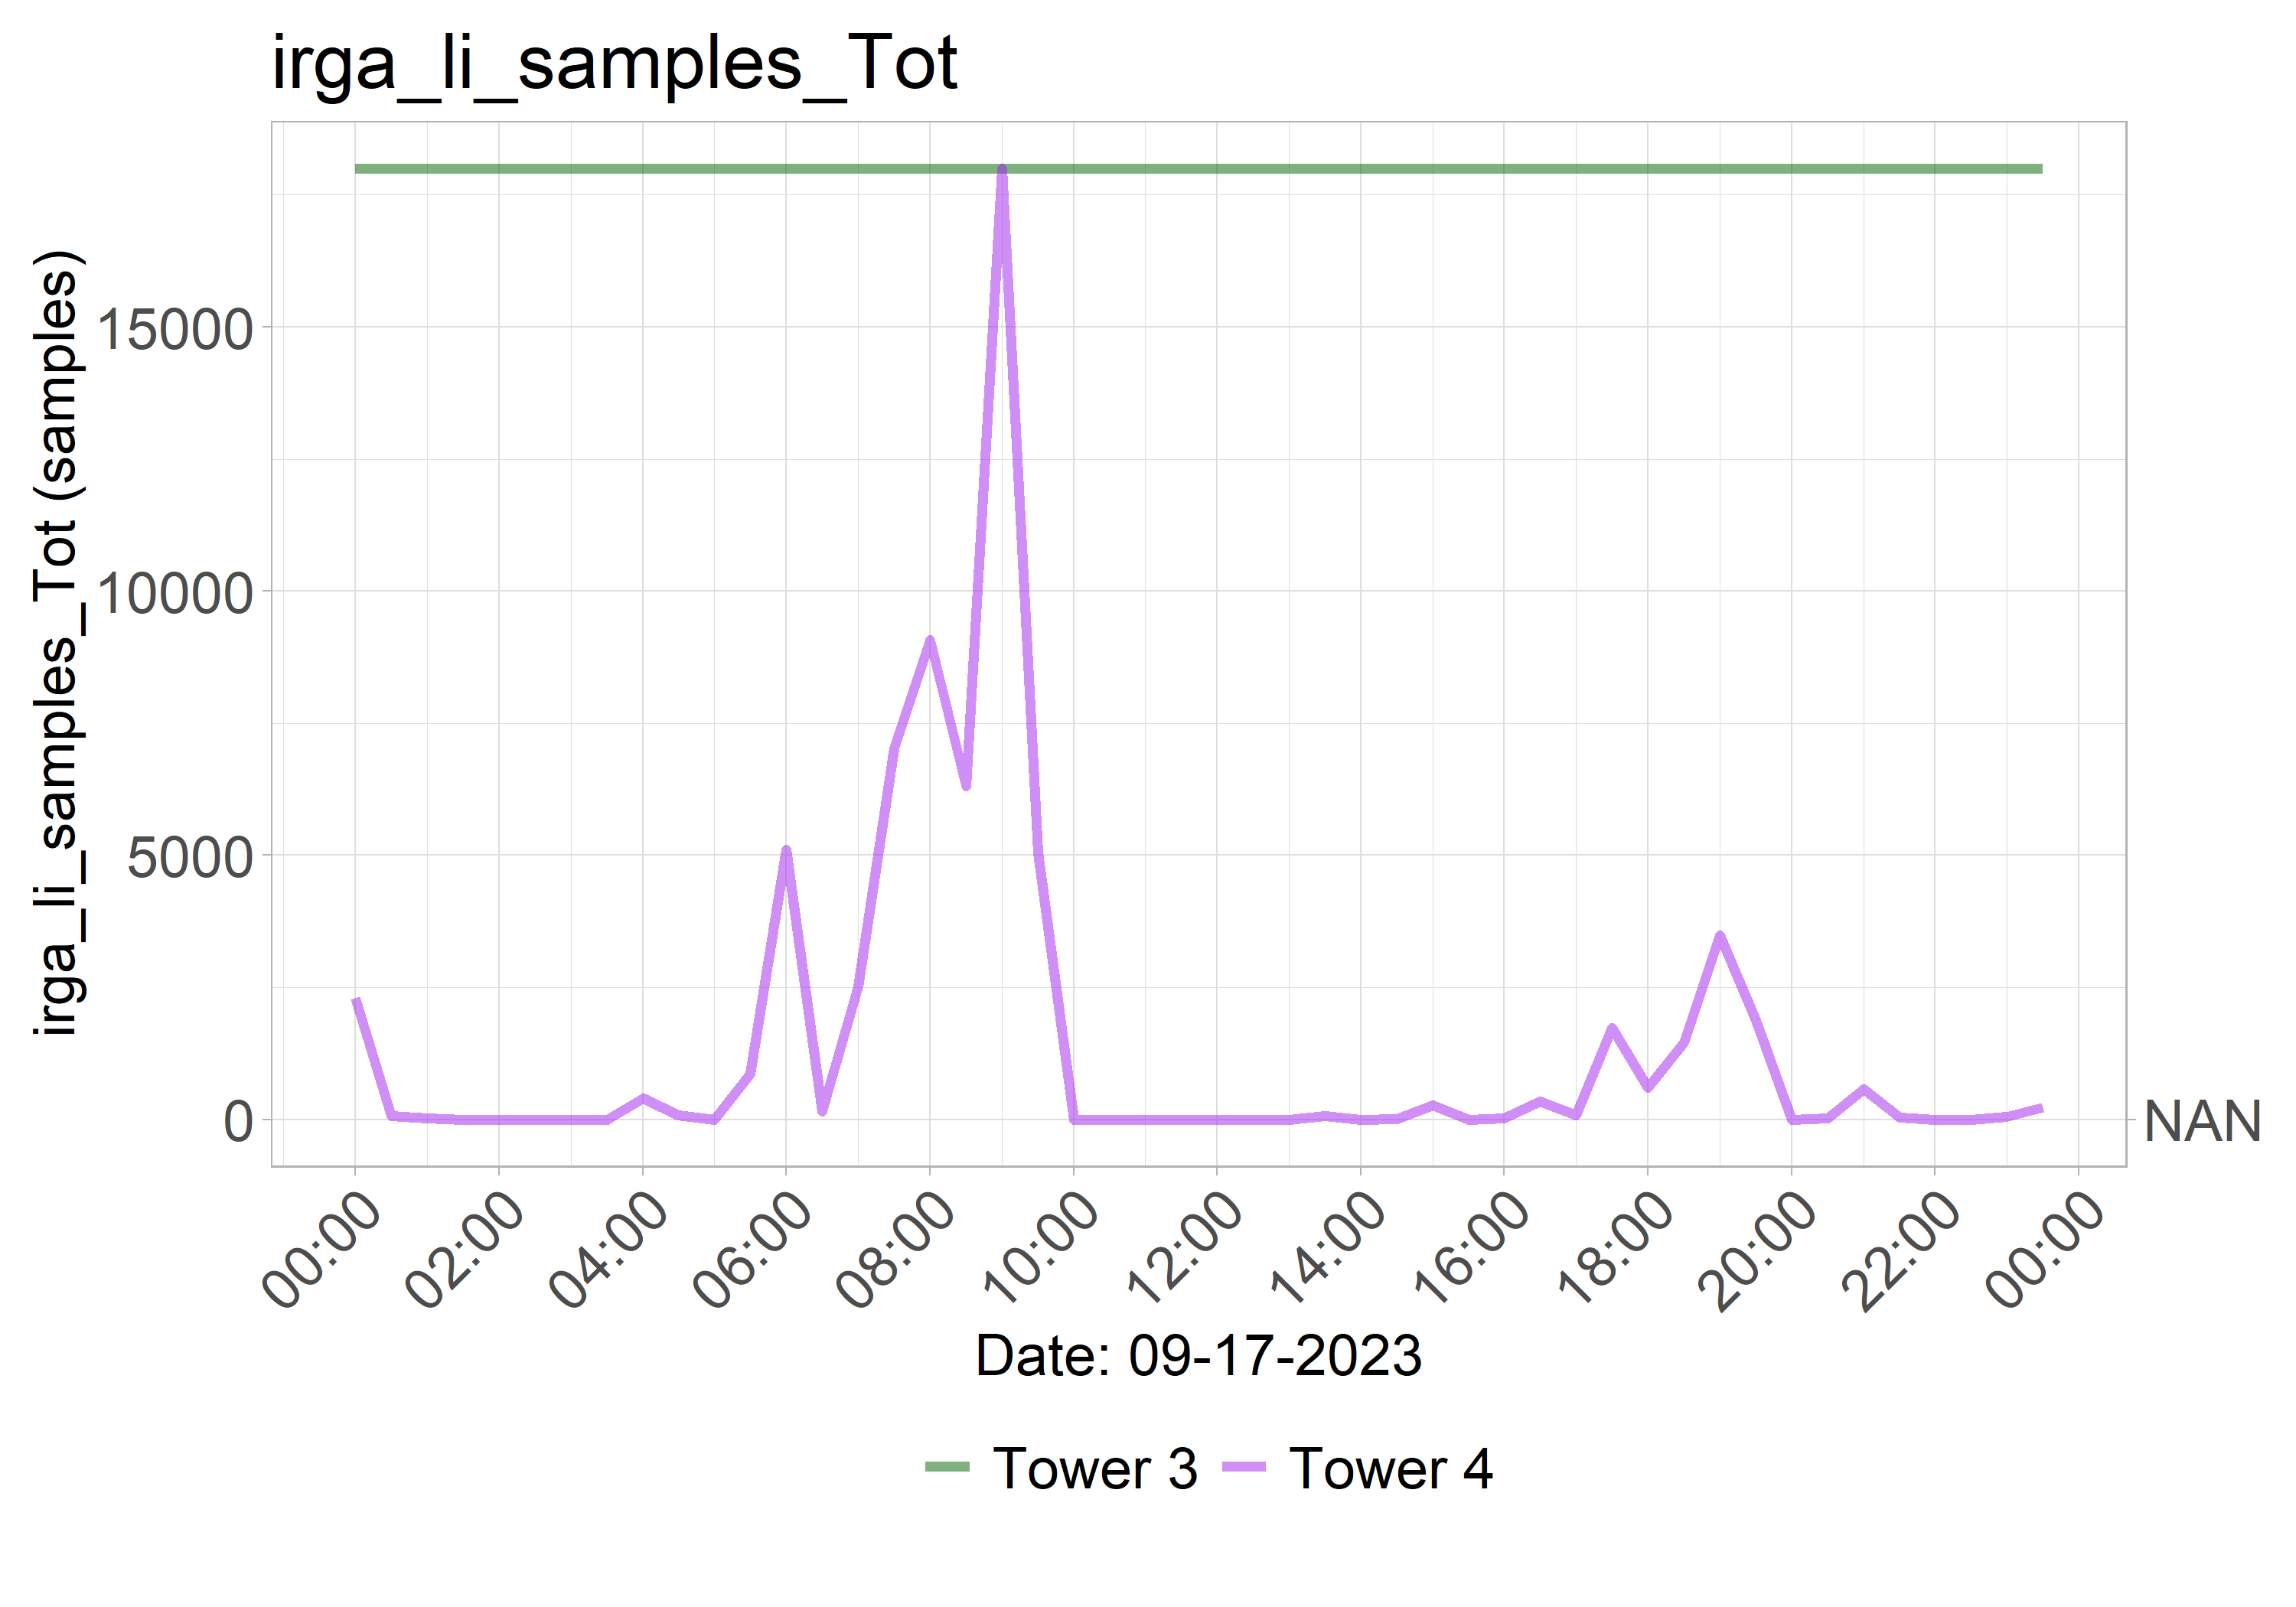 irga_li_samples_Tot
irga_li_samples_Tot (samples)
15000
10000
5000
0
NAN
00:00
02:00
04:00
06:00
08:00
10:00
12:00
14:00
16:00
18:00
20:00
22:00
00:00
Date: 09-17-2023
Tower 3
Tower 4